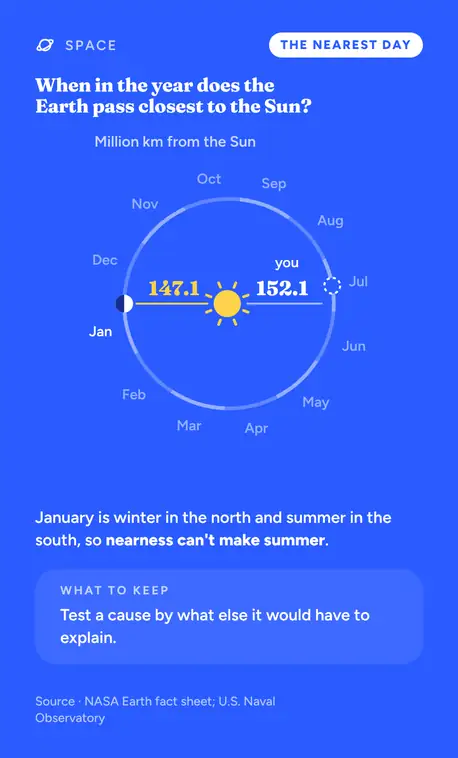 SPACE
THE NEAREST DAY
When in the year does the
Earth pass closest to the Sun?
Million km from the Sun
Oct
Sep
Nov
Aug
Dec
you
Jul
147.1
152.1
Jan
Jun
Feb
May
Mar
Apr
January is winter in the north and summer in the
south, so nearness can't make summer.
WHAT TO KEEP
Test a cause by what else it would have to
explain.
Source · NASA Earth fact sheet; U.S. Naval
Observatory